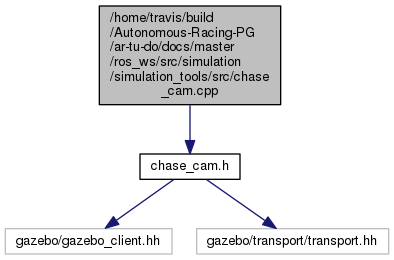 /home/travis/build
/Autonomous-Racing-PG
/ar-tu-do/docs/master
/ros_ws/src/simulation
/simulation_tools/src/chase
_cam.cpp
chase_cam.h
gazebo/gazebo_client.hh
gazebo/transport/transport.hh